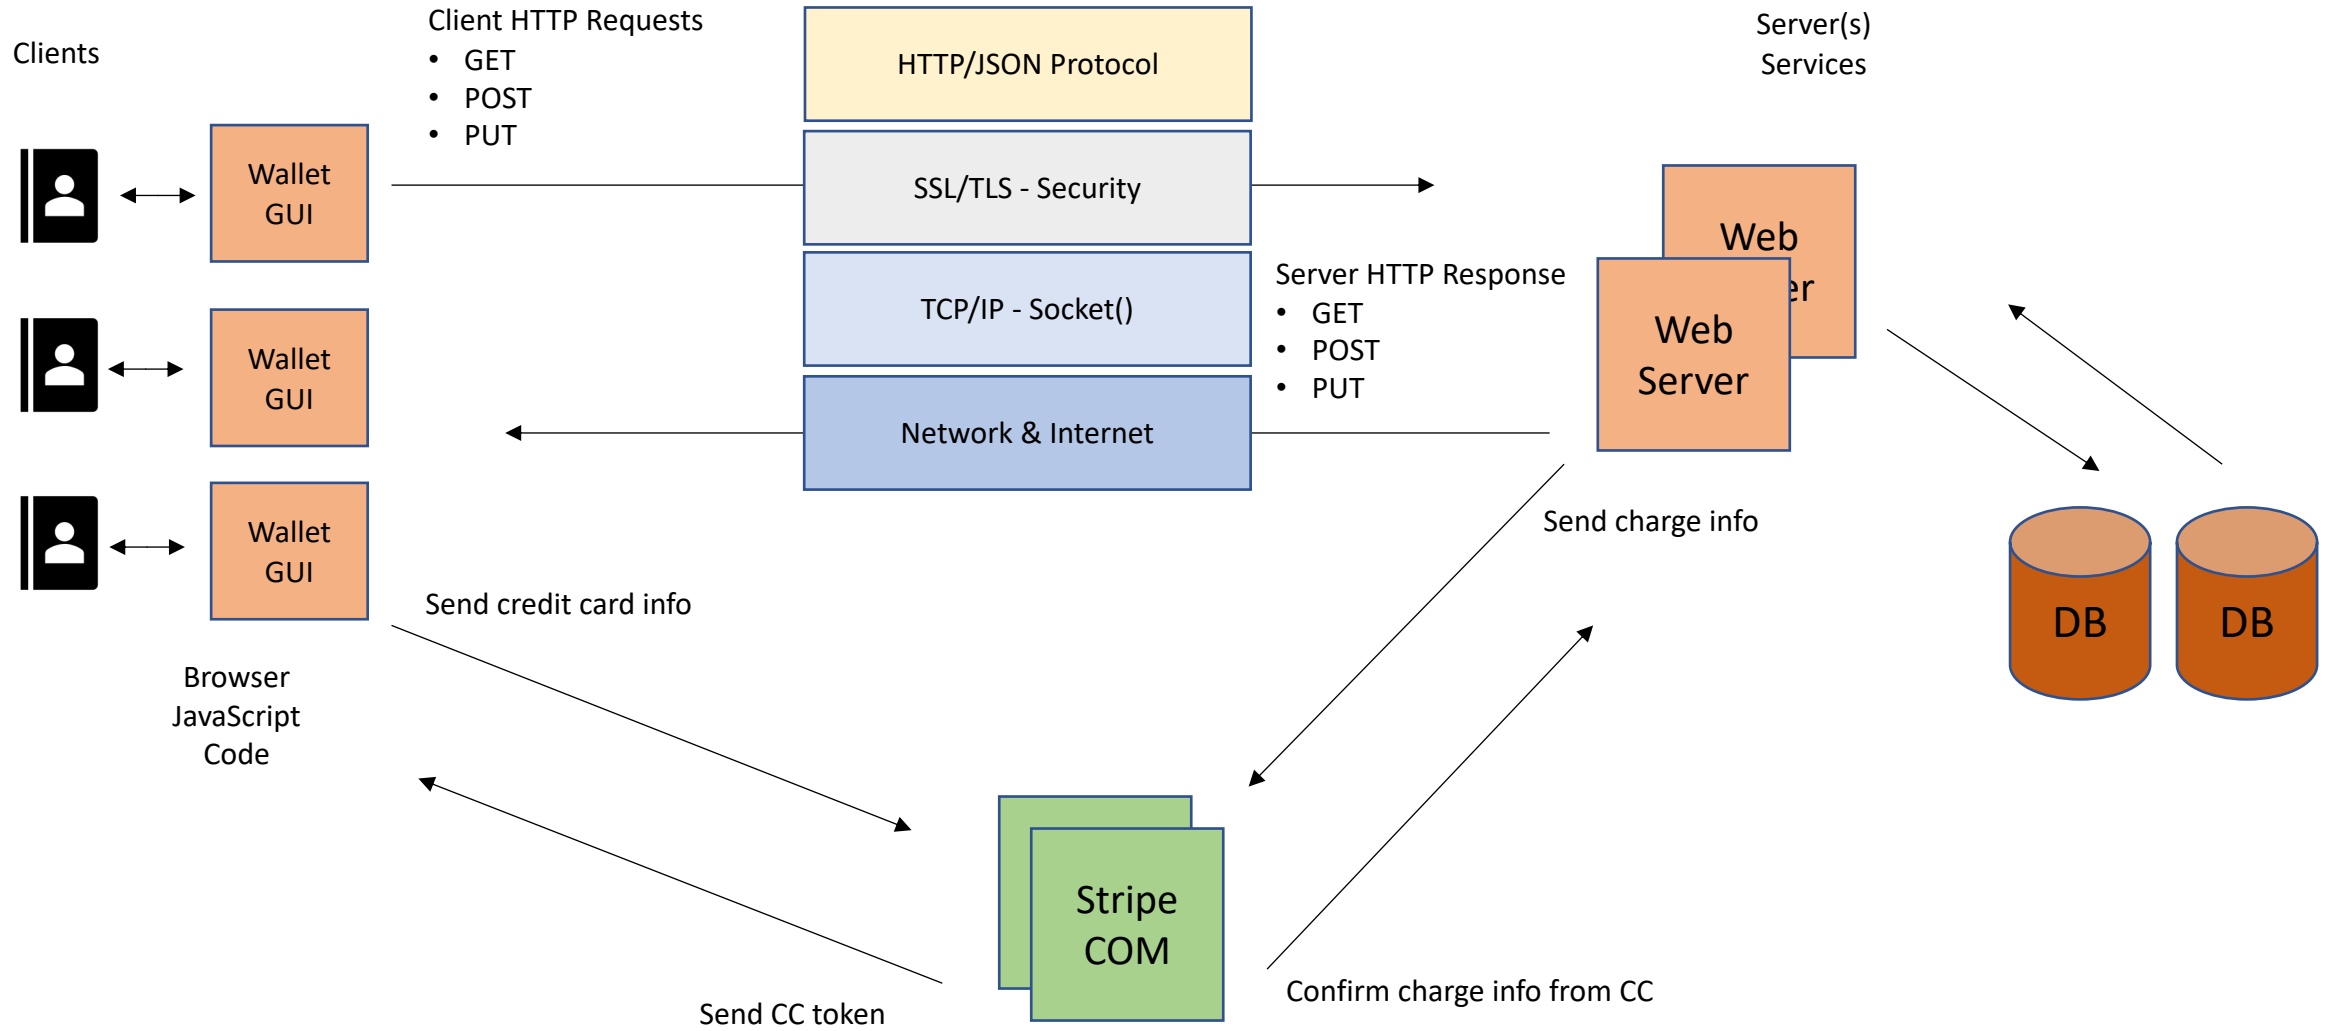 Clients
Client HTTP Requests
• GET
• POST
• PUT
HTTP/JSON Protocol
SSL/TLS - Security
TCP/IP - Socket()
Network & Internet
Server(s)
Services
Wallet
GUI
Wallet
GUI
Wallet
GUI
Browser
JavaScript
Code
Server HTTP Response
• GET
• POST
• PUT
Web
er
Web
Server
DB
DB
Send charge info
Send credit card info
Send CC token
Stripe
COM
Confirm charge info from CC